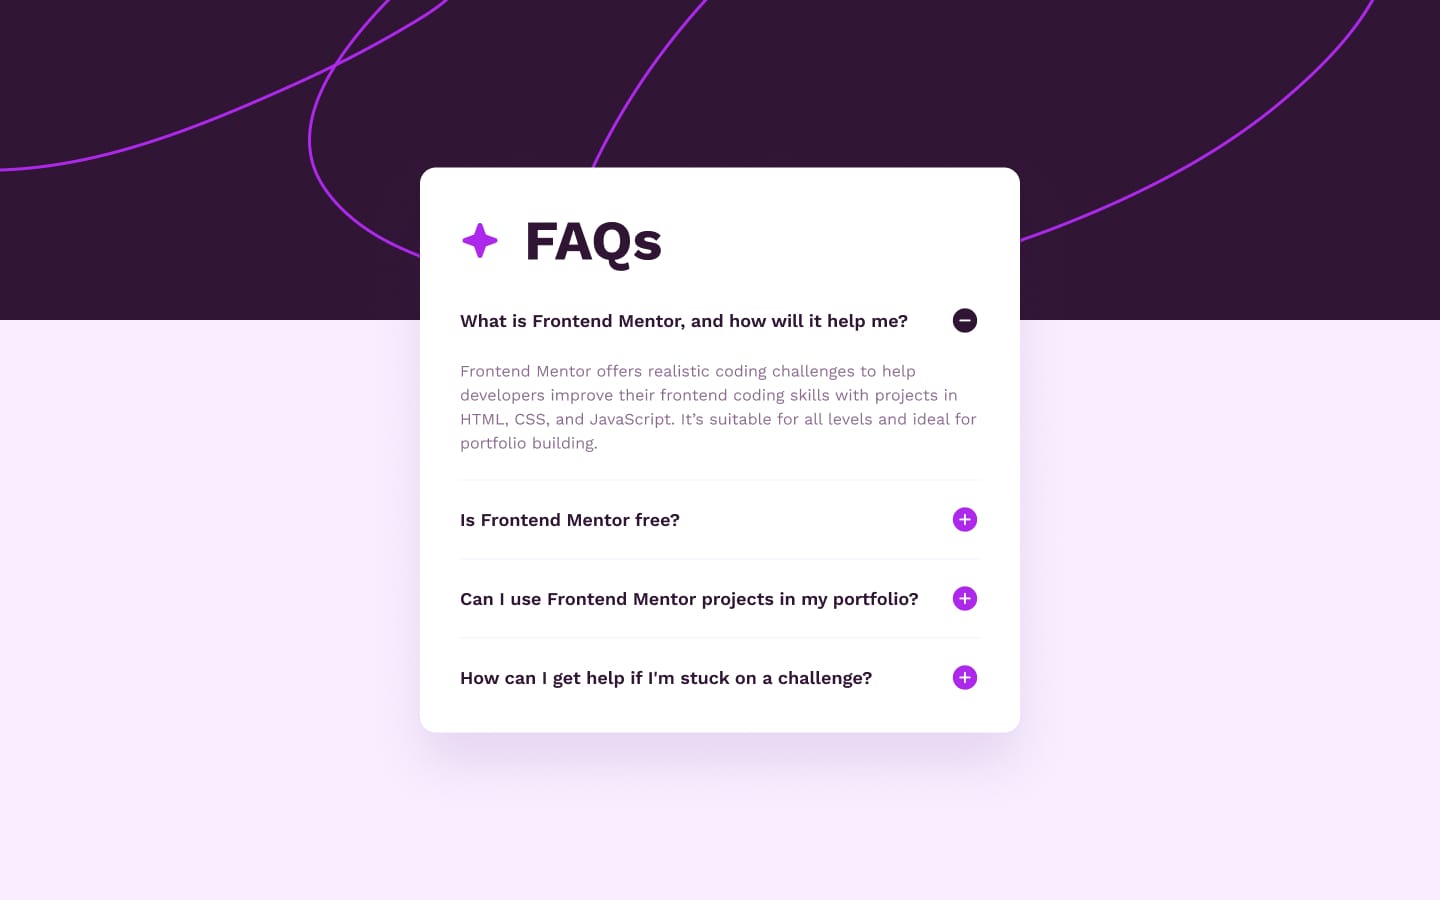 FAQs
What is Frontend Mentor, and how will it help me?
Frontend Mentor offers realistic coding challenges to help
developers improve their frontend coding skills with projects in
HTML, CSS, and JavaScript. It’s suitable for all levels and ideal for
portfolio building.
Is Frontend Mentor free?
Can I use Frontend Mentor projects in my portfolio?
How can I get help if I'm stuck on a challenge?